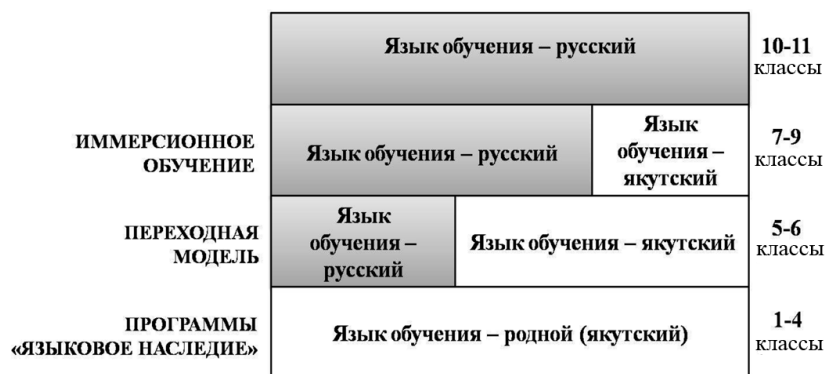 Язык обучения – русский
10-11
классы
ИММЕРСИОННОЕ
ОБУЧЕНИЕ
Язык обучения – русский
Язык
обучения –
якутский
7-9
классы
ПЕРЕХОДНАЯ
МОДЕЛЬ
Язык
обучения –
русский
Язык обучения – якутский
5-6
классы
ПРОГРАММЫ
«ЯЗЫКОВОЕ НАСЛЕДИЕ»
Язык обучения – родной (якутский)
1-4
классы